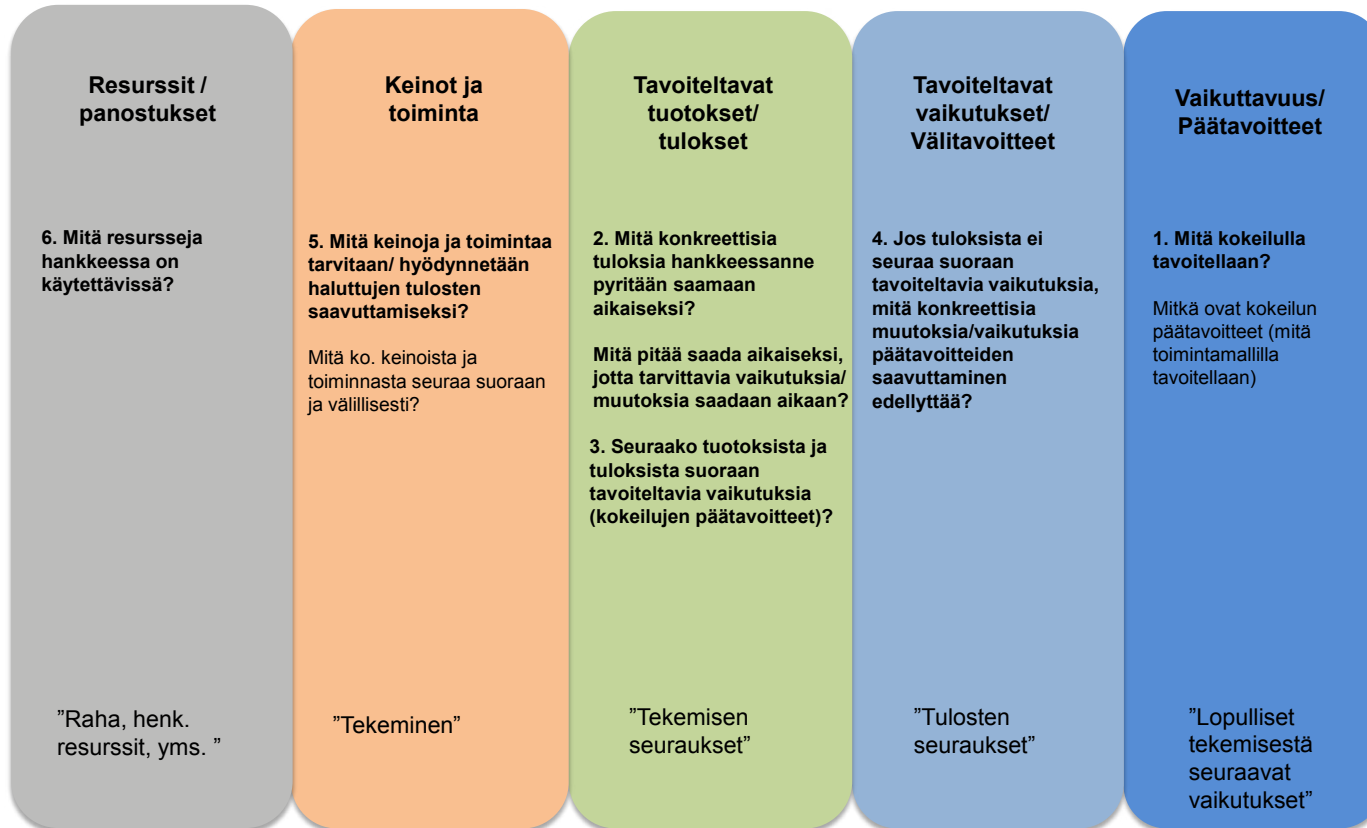 Resurssit /
panostukset
6. Mitä resursseja
hankkeessa on
käytettävissä?
”Raha, henk.
resurssit, yms. ”
Keinot ja
toiminta
5. Mitä keinoja ja toimintaa
tarvitaan/ hyödynnetään
haluttujen tulosten
saavuttamiseksi?
Mitä ko. keinoista ja
toiminnasta seuraa suoraan
ja välillisesti?
”Tekeminen”
Tavoiteltavat
tuotokset/
tulokset
2. Mitä konkreettisia
tuloksia hankkeessanne
pyritään saamaan
aikaiseksi?
Mitä pitää saada aikaiseksi,
jotta tarvittavia vaikutuksia/
muutoksia saadaan aikaan?
3. Seuraako tuotoksista ja
tuloksista suoraan
tavoiteltavia vaikutuksia
(kokeilujen päätavoitteet)?
”Tekemisen
seuraukset”
Tavoiteltavat
vaikutukset/
Välitavoitteet
4. Jos tuloksista ei
seuraa suoraan
tavoiteltavia vaikutuksia,
mitä konkreettisia
muutoksia/vaikutuksia
päätavoitteiden
saavuttaminen
edellyttää?
”Tulosten
seuraukset”
Vaikuttavuus/
Päätavoitteet
1. Mitä kokeilulla
tavoitellaan?
Mitkä ovat kokeilun
päätavoitteet (mitä
toimintamallilla
tavoitellaan)
”Lopulliset
tekemisestä
seuraavat
vaikutukset”